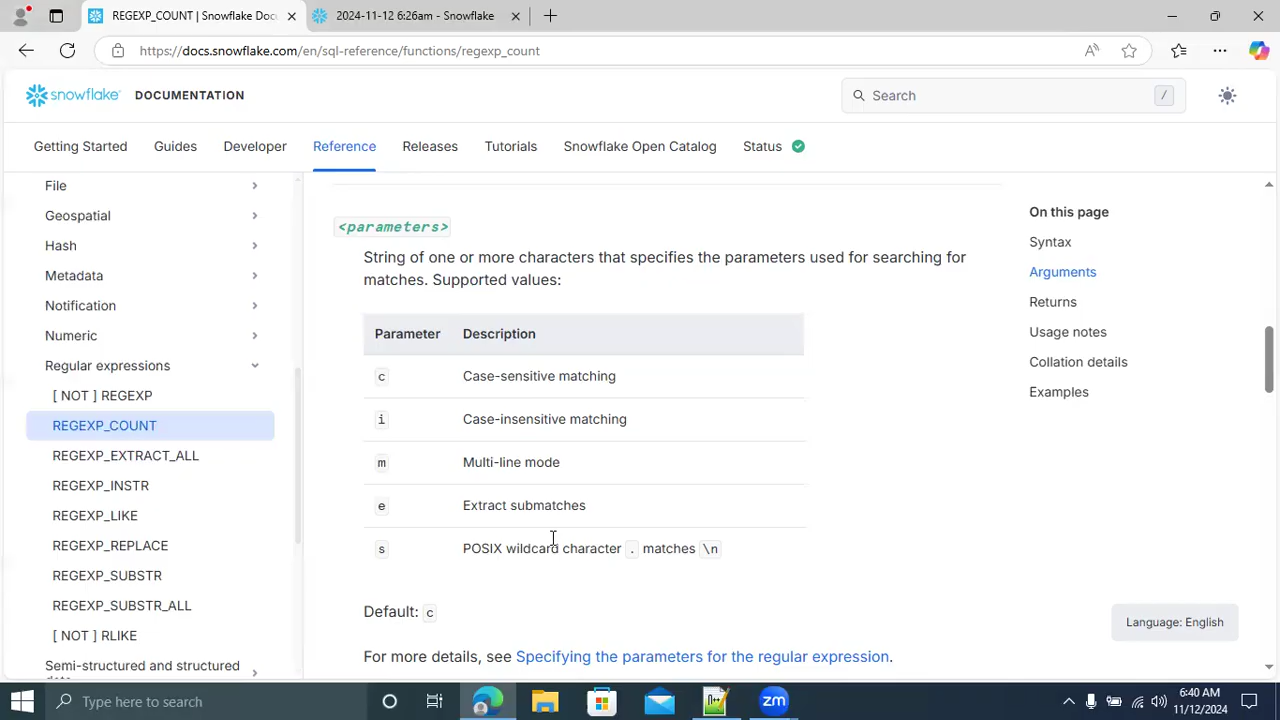 REGEXP_COUNT | Snowflake Doc
2024-11-12 6:26am - Snowflake
https://docs.snowflake.com/en/sql-reference/functions/regexp_count
snowflake DOCUMENTATION
Search /
Getting Started Guides Developer Reference Releases Tutorials Snowflake Open Catalog Status
File
Geospatial
Hash
Metadata
Notification
Numeric
Regular expressions
[ NOT ] REGEXP
REGEXP_COUNT
REGEXP_EXTRACT_ALL
REGEXP_INSTR
REGEXP_LIKE
REGEXP_REPLACE
REGEXP_SUBSTR
REGEXP_SUBSTR_ALL
[ NOT ] RLIKE
Semi-structured and structured
data
<parameters>
String of one or more characters that specifies the parameters used for searching for
matches. Supported values:
Parameter Description
c Case-sensitive matching
i Case-insensitive matching
m Multi-line mode
e Extract submatches
s POSIX wildcard character . matches \n
Default: c
For more details, see Specifying the parameters for the regular expression.
On this page
Syntax
Arguments
Returns
Usage notes
Collation details
Examples
Language: English
Type here to search
zm
6:40 AM
11/12/2024